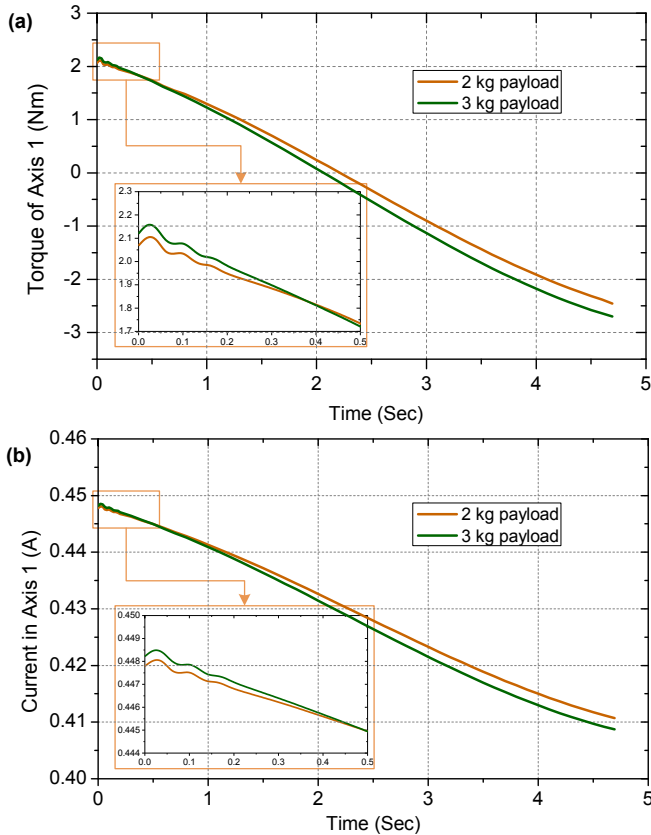 (a)
3
2
1
0
-1
-2
-3
Torque of Axis 1 (Nm)
2 kg payload
3 kg payload
2.3
2.2
2.1
2.0
1.9
1.8
1.7
0.0 0.1 0.2 0.3 0.4 0.5
0 1 2 3 4 5
Time (Sec)
(b)
0.46
0.45
0.44
0.43
0.42
0.41
0.40
Current in Axis 1 (A)
2 kg payload
3 kg payload
0.450
0.449
0.448
0.447
0.446
0.445
0.444
0.0 0.1 0.2 0.3 0.4 0.5
0 1 2 3 4 5
Time (Sec)